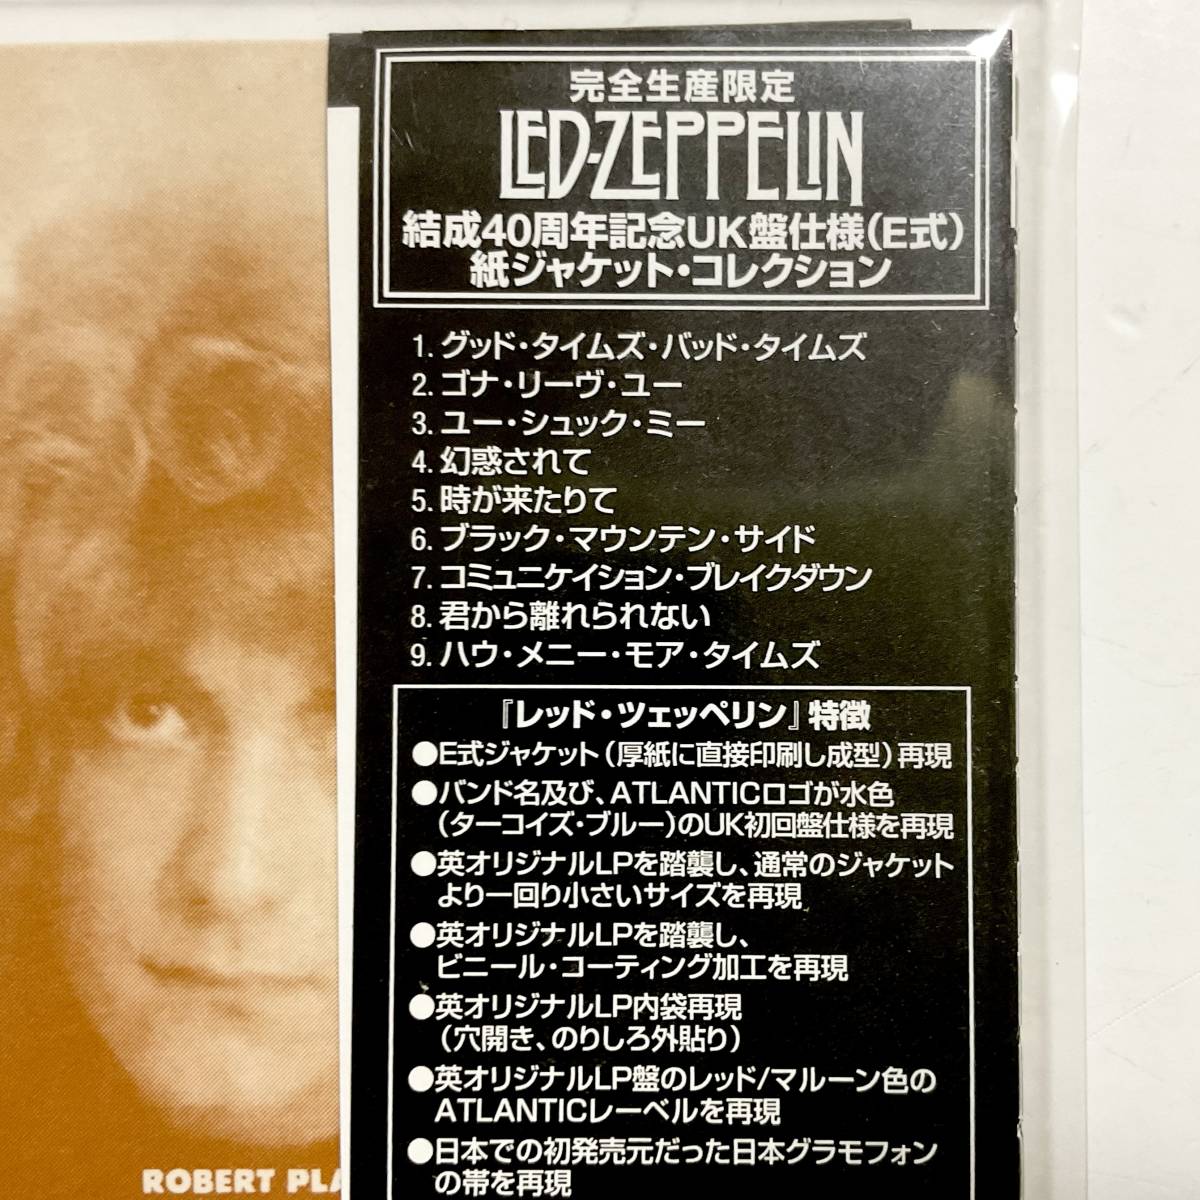 完全生産限定
LED-ZEPPELIN
結成40周年記念UK盤仕様(E式)
紙ジャケット・コレクション
1. グッド・タイムズ・バッド・タイムズ
2. ゴナ・リーヴ・ユー
3. ユー・シュック・ミー
4. 幻惑されて
5. 時が来たりて
6. ブラック・マウンテン・サイド
7. コミュニケイション・ブレイクダウン
8. 君から離れられない
9. ハウ・メニー・モア・タイムズ
『レッド・ツェッペリン』特徴
●E式ジャケット(厚紙に直接印刷し成型)再現
●バンド名及び、ATLANTICロゴが水色
(ターコイズ・ブルー)のUK初回盤仕様を再現
●英オリジナルLPを踏襲し、通常のジャケット
より一回り小さいサイズを再現
●英オリジナルLPを踏襲し、
ビニール・コーティング加工を再現
●英オリジナルLP内袋再現
(穴開き、のりしろ外貼り)
●英オリジナルLP盤のレッド/マルーン色の
ATLANTICレーベルを再現
●日本での初発売元だった日本グラモフォン
の帯を再現
ROBERT PLA